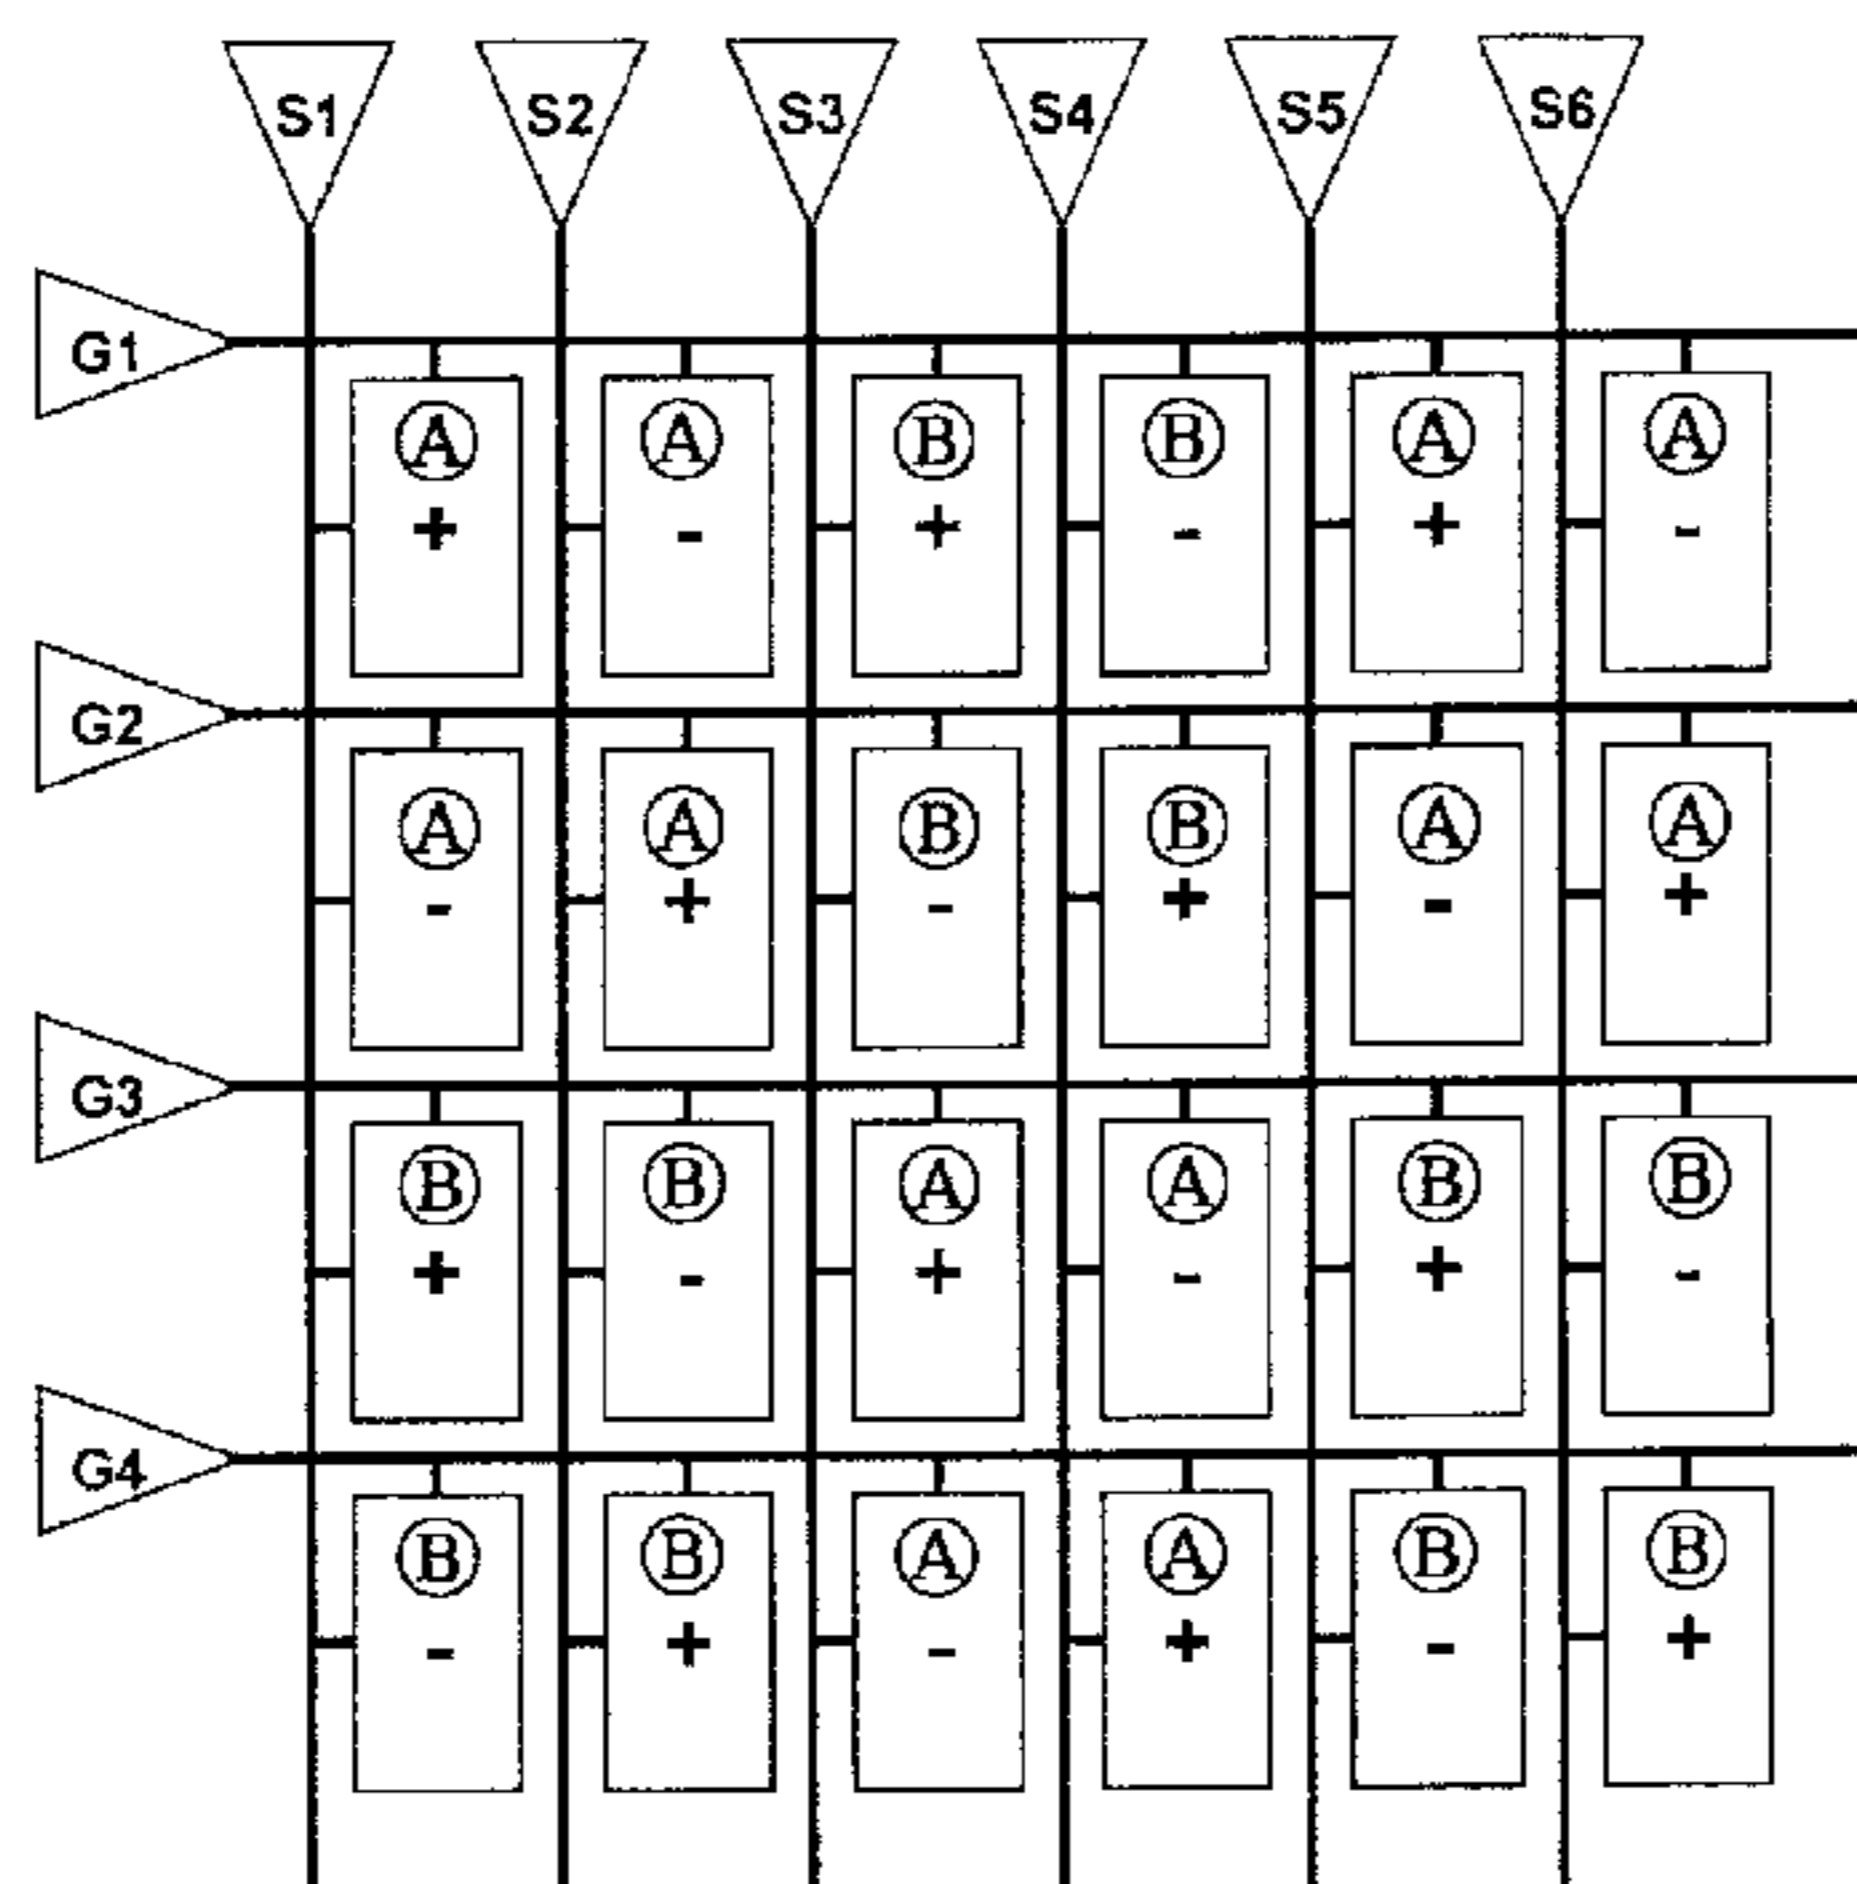 S1 S2 S3 S4 S5 S6
G1
Ⓐ Ⓐ Ⓑ Ⓑ Ⓐ Ⓐ
+ - + - + -
G2
Ⓐ Ⓐ Ⓑ Ⓑ Ⓐ Ⓐ
- + - + - +
G3
Ⓑ Ⓑ Ⓐ Ⓐ Ⓑ Ⓑ
+ - + - + -
G4
Ⓑ Ⓑ Ⓐ Ⓐ Ⓑ Ⓑ
- + - + - +